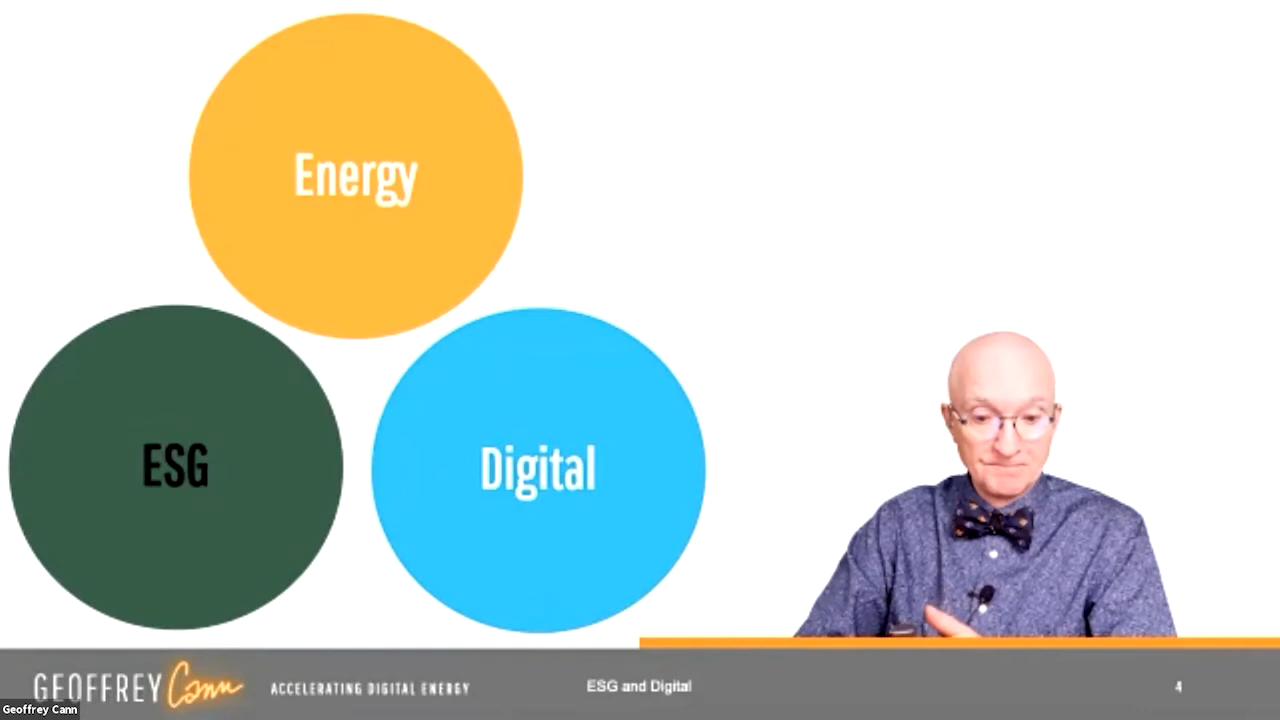 Energy
ESG
Digital
GEOFFREY Cann
ACCELERATING DIGITAL ENERGY
ESG and Digital
4
Geoffrey Cann